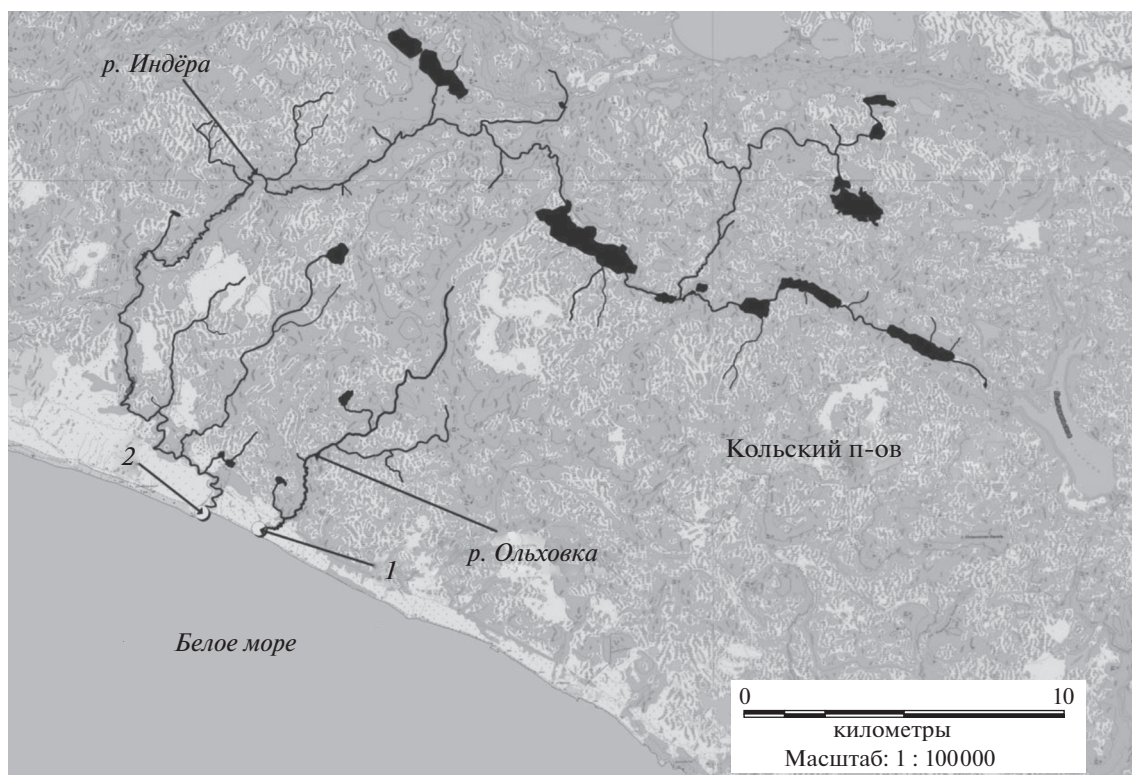 р. Индёра
Кольский п-ов
2
1
р. Ольховка
Белое море
0 10
километры
Масштаб: 1 : 100000